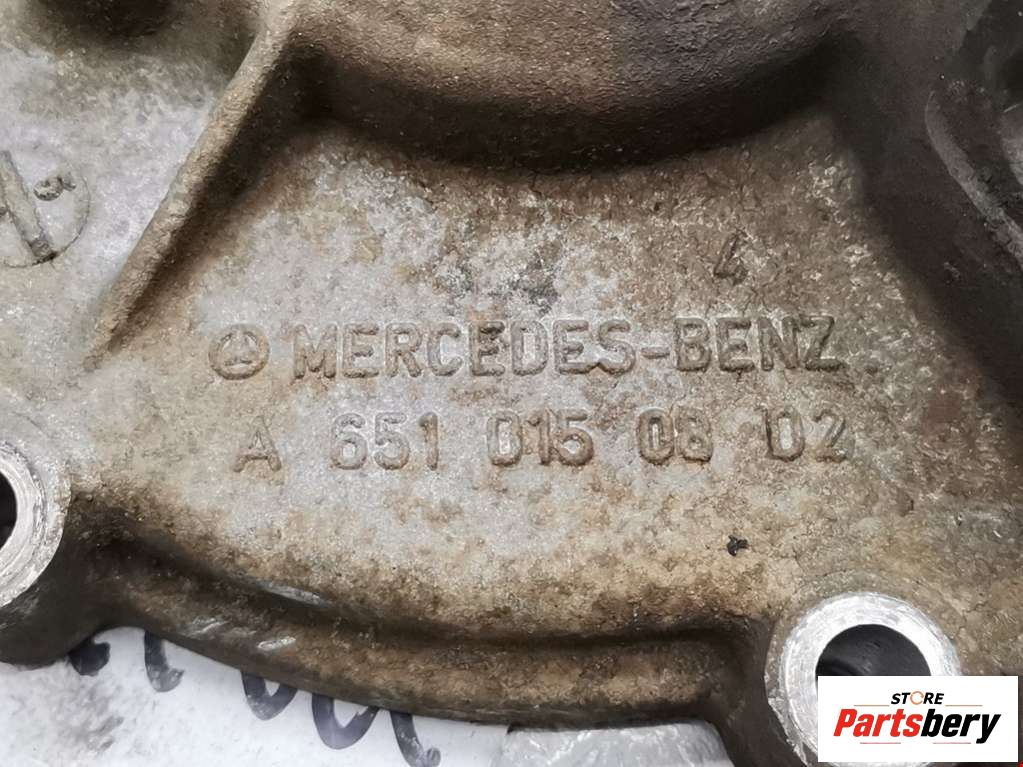 4
MERCEDES-BENZ
A 651 015 08 02
STORE
Partsbery